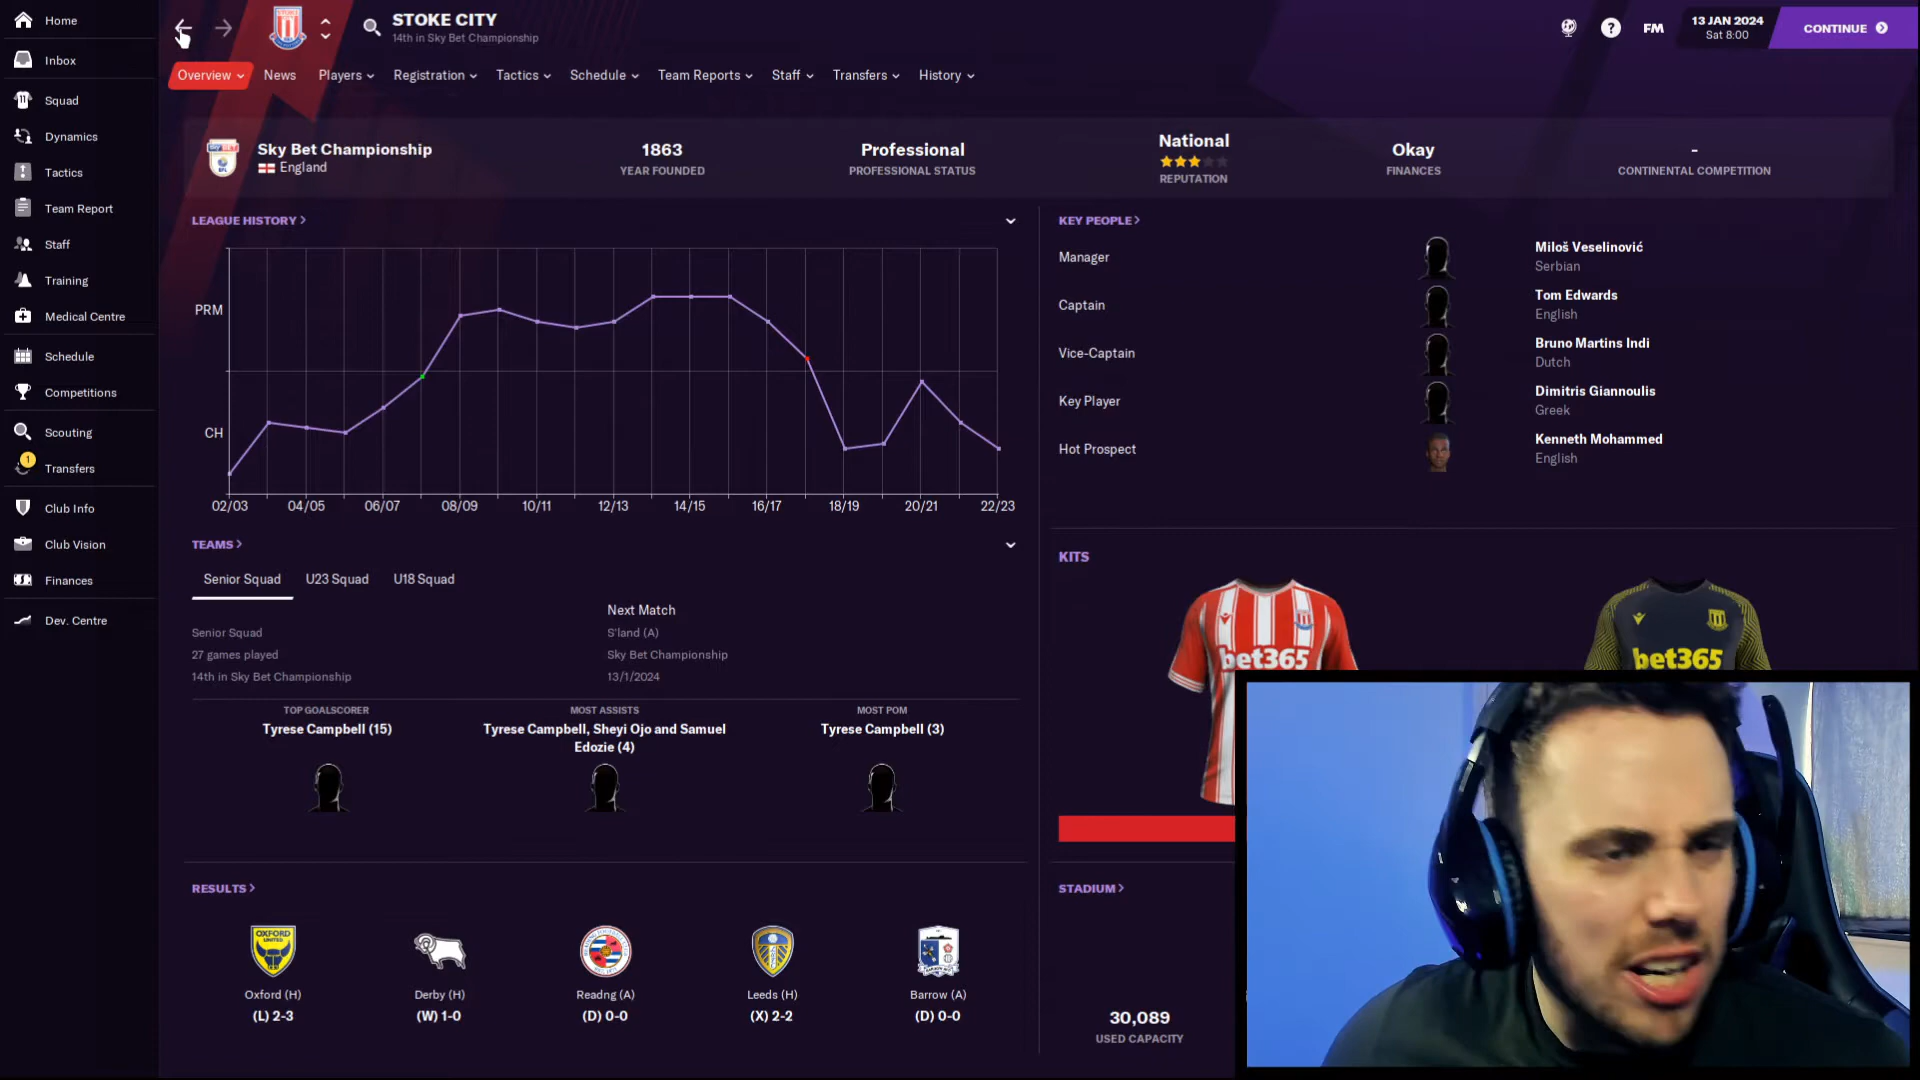 Home
Inbox
Squad
Dynamics
Tactics
Team Report
Staff
Training
Medical Centre
Schedule
Competitions
Scouting
1
Transfers
Club Info
Club Vision
Finances
Dev. Centre
STOKE CITY
14th in Sky Bet Championship
FM
13 JAN 2024
Sat 8:00
CONTINUE
Overview News Players Registration Tactics Schedule Team Reports Staff Transfers History
Sky Bet Championship
England
1863
YEAR FOUNDED
Professional
PROFESSIONAL STATUS
National
REPUTATION
Okay
FINANCES
-
CONTINENTAL COMPETITION
LEAGUE HISTORY >
PRM
CH
02/03 04/05 06/07 08/09 10/11 12/13 14/15 16/17 18/19 20/21 22/23
KEY PEOPLE >
Manager
Miloš Veselinović
Serbian
Captain
Tom Edwards
English
Vice-Captain
Bruno Martins Indi
Dutch
Key Player
Dimitris Giannoulis
Greek
Hot Prospect
Kenneth Mohammed
English
TEAMS >
Senior Squad U23 Squad U18 Squad
Next Match
Senior Squad
S'land (A)
27 games played
Sky Bet Championship
14th in Sky Bet Championship
13/1/2024
TOP GOALSCORER
Tyrese Campbell (15)
MOST ASSISTS
Tyrese Campbell, Sheyi Ojo and Samuel
Edozie (4)
MOST POM
Tyrese Campbell (3)
KITS
bet365
bet365
RESULTS >
OXFORD
UNITED
Oxford (H)
(L) 2-3
Derby (H)
(W) 1-0
Readng (A)
(D) 0-0
Leeds (H)
(X) 2-2
Barrow (A)
(D) 0-0
STADIUM >
30,089
USED CAPACITY